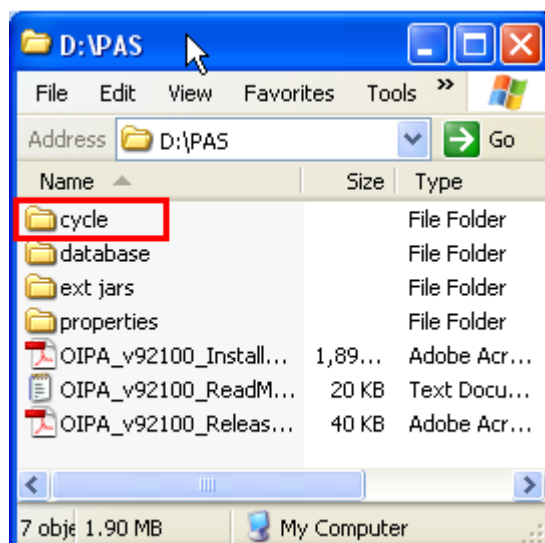 D:\PAS
File Edit View Favorites Tools »
Address D:\PAS Go
Name Size Type
cycle File Folder
database File Folder
ext jars File Folder
properties File Folder
OIPA_v92100_Install... 1,89... Adobe Acr...
OIPA_v92100_ReadM... 20 KB Text Docu...
OIPA_v92100_Releas... 40 KB Adobe Acr...
7 obje 1.90 MB My Computer